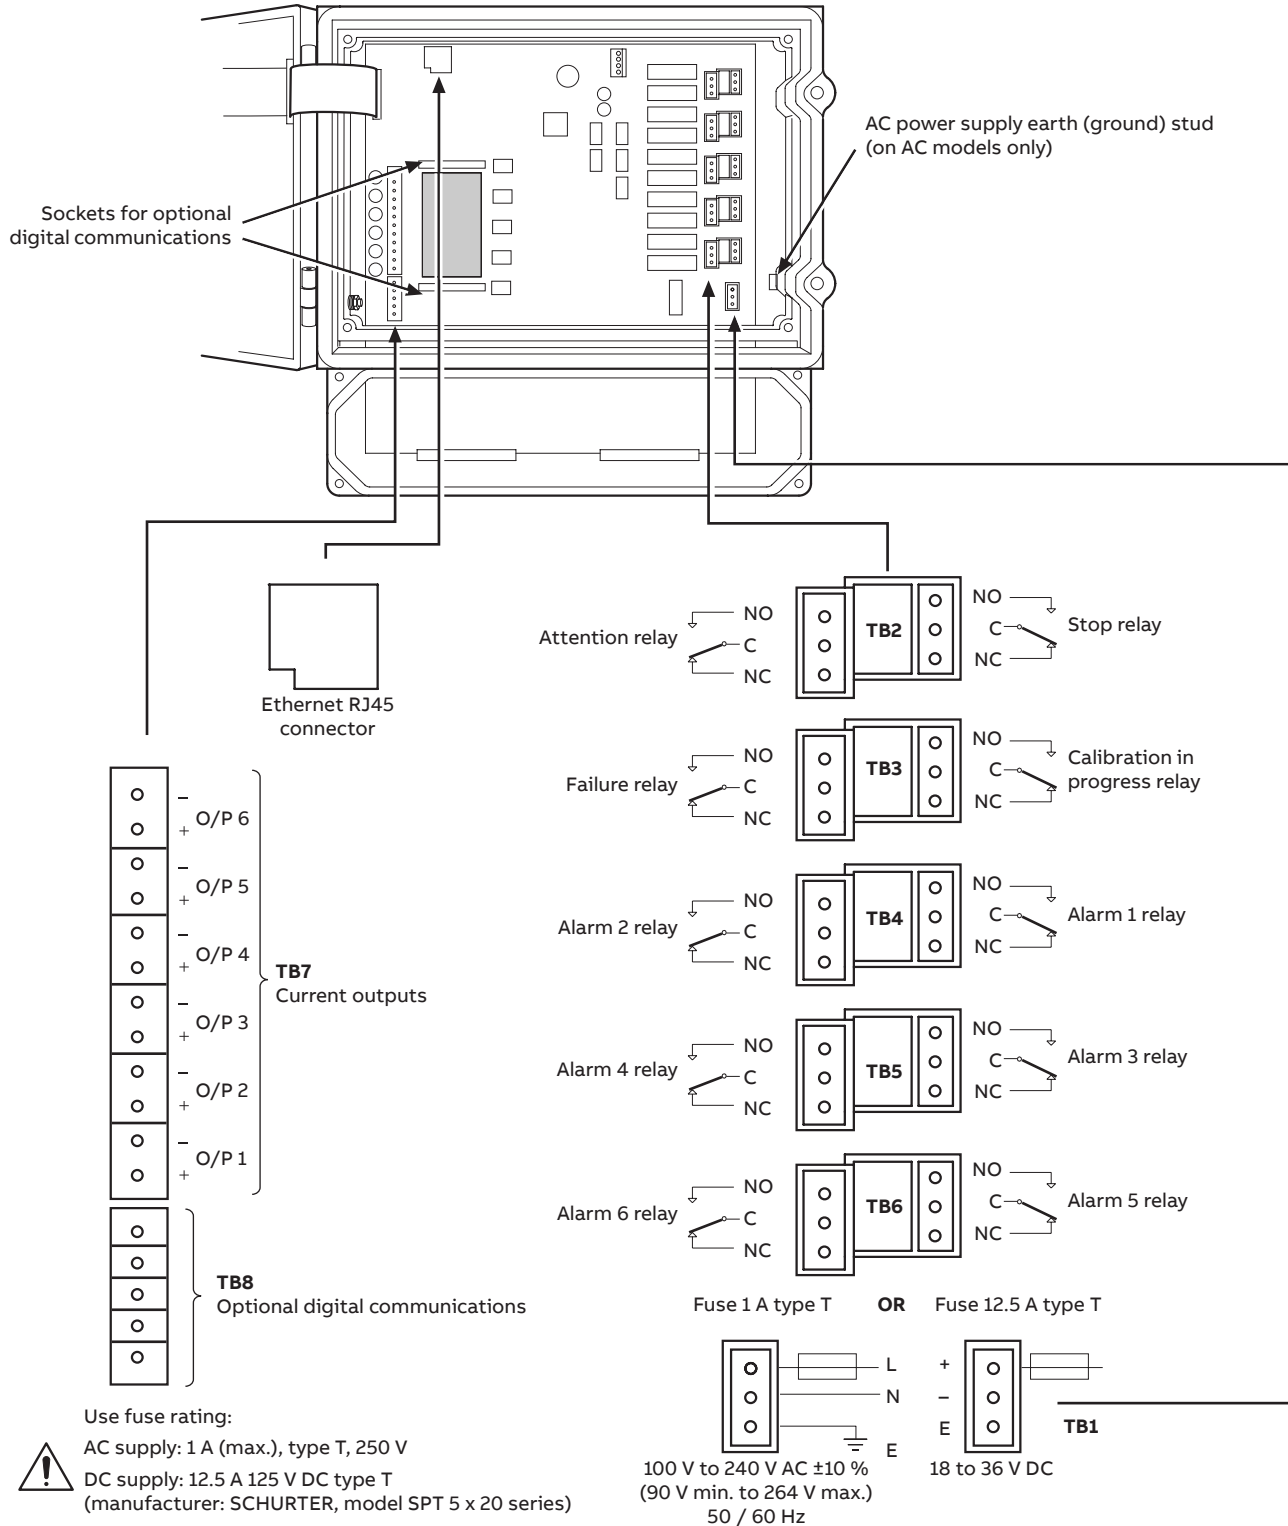 AC power supply earth (ground) stud
(on AC models only)
Sockets for optional
digital communications
Ethernet RJ45
connector
Attention relay
NO
C
NC
TB2
NO
C
NC
Stop relay
Failure relay
NO
C
NC
TB3
NO
C
NC
Calibration in
progress relay
Alarm 2 relay
NO
C
NC
TB4
NO
C
NC
Alarm 1 relay
Alarm 4 relay
NO
C
NC
TB5
NO
C
NC
Alarm 3 relay
Alarm 6 relay
NO
C
NC
TB6
NO
C
NC
Alarm 5 relay
–
+
O/P 6
–
+
O/P 5
–
+
O/P 4
–
+
O/P 3
–
+
O/P 2
–
+
O/P 1
TB7
Current outputs
TB8
Optional digital communications
Fuse 1 A type T OR Fuse 12.5 A type T
L
N
E
100 V to 240 V AC ±10 %
(90 V min. to 264 V max.)
50 / 60 Hz
+
–
E
TB1
18 to 36 V DC
Use fuse rating:
AC supply: 1 A (max.), type T, 250 V
DC supply: 12.5 A 125 V DC type T
(manufacturer: SCHURTER, model SPT 5 x 20 series)